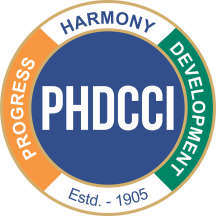 HARMONY
PROGRESS
PHDCCI
DEVELOPMENT
Estd. - 1905